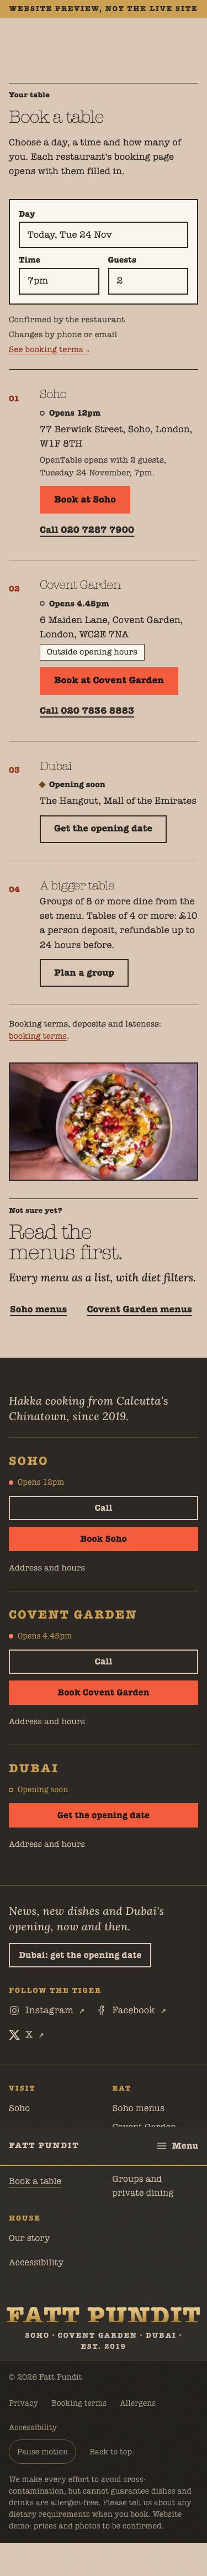 WEBSITE PREVIEW, NOT THE LIVE SITE
Your table
Book a table
Choose a day, a time and how many of
you. Each restaurant's booking page
opens with them filled in.
Day
Today, Tue 24 Nov
Time
Guests
7pm
2
Confirmed by the restaurant
Changes by phone or email
See booking terms
01
Soho
Opens 12pm
77 Berwick Street, Soho, London,
W1F 8TH
OpenTable opens with 2 guests,
Tuesday 24 November, 7pm.
Book at Soho
Call 020 7287 7900
02
Covent Garden
Opens 4.45pm
6 Maiden Lane, Covent Garden,
London, WC2E 7NA
Outside opening hours
Book at Covent Garden
Call 020 7836 8883
03
Dubai
Opening soon
The Hangout, Mall of the Emirates
Get the opening date
04
A bigger table
Groups of 8 or more dine from the
set menu. Tables of 4 or more: £10
a person deposit, refundable up to
24 hours before.
Plan a group
Booking terms, deposits and lateness:
booking terms.
Not sure yet?
Read the
menus first.
Every menu as a list, with diet filters.
Soho menus
Covent Garden menus
Hakka cooking from Calcutta's
Chinatown, since 2019.
SOHO
Opens 12pm
Call
Book Soho
Address and hours
COVENT GARDEN
Opens 4.45pm
Call
Book Covent Garden
Address and hours
DUBAI
Opening soon
Get the opening date
Address and hours
News, new dishes and Dubai's
opening, now and then.
Dubai: get the opening date
FOLLOW THE TIGER
Instagram ↗
Facebook ↗
X ↗
VISIT
EAT
Soho
Soho menus
Covent Garden
FATT PUNDIT
Menu
Book a table
Groups and
private dining
HOUSE
Our story
Accessibility
FATT PUNDIT
SOHO · COVENT GARDEN · DUBAI ·
EST. 2019
© 2026 Fatt Pundit
Privacy
Booking terms
Allergens
Accessibility
Pause motion
Back to top
We make every effort to avoid cross-
contamination, but cannot guarantee dishes and
drinks are allergen-free. Please tell us about any
dietary requirements when you book. Website
demo: prices and photos to be confirmed.